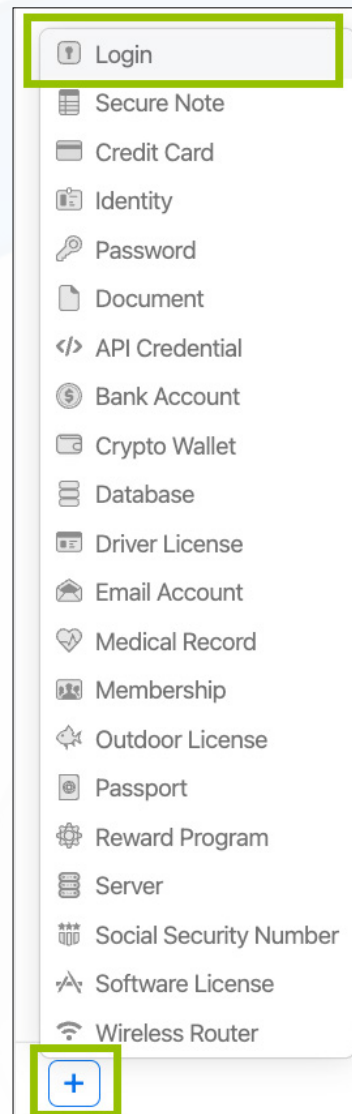 Login
Secure Note
Credit Card
Identity
Password
Document
API Credential
Bank Account
Crypto Wallet
Database
Driver License
Email Account
Medical Record
Membership
Outdoor License
Passport
Reward Program
Server
Social Security Number
Software License
Wireless Router
+